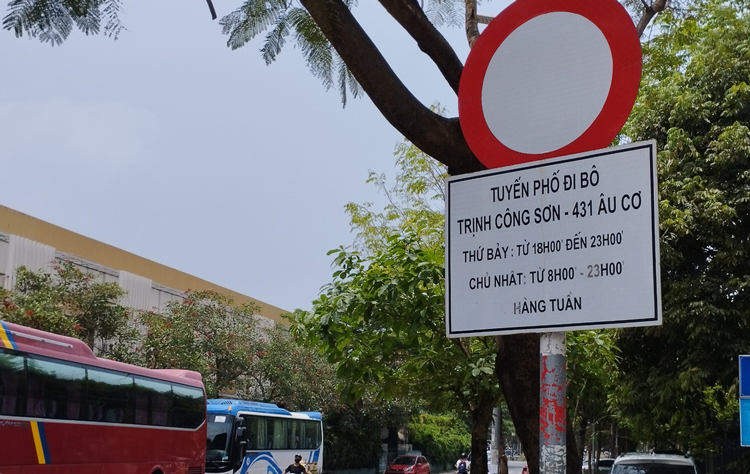 TUYẾN PHỐ ĐI BÔ
TRỊNH CÔNG SƠN - 431 ÂU CƠ
THỨ BẢY : TỪ 18H00' ĐẾN 23H00'
CHỦ NHẬT: TỪ 8H00' - 23H00'
HÀNG TUẦN